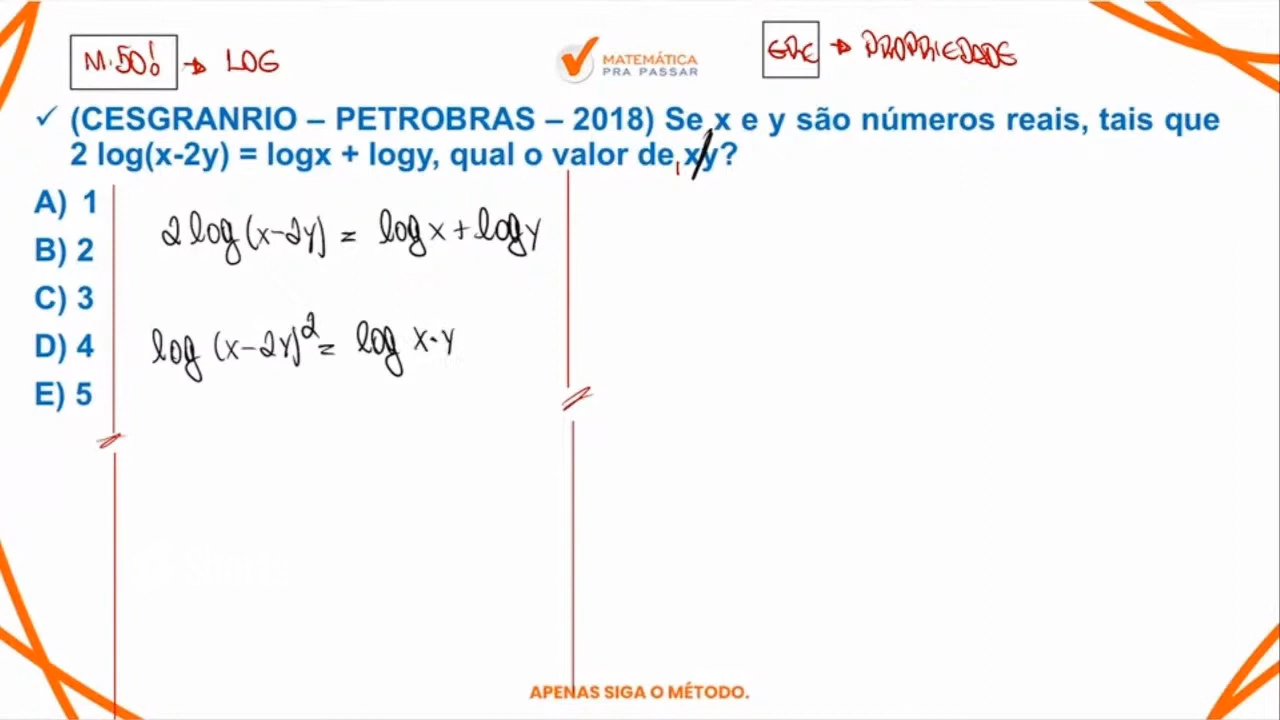 M.50! → LOG
MATEMÁTICA
PRA PASSAR
→ PROPRIEDADE
✓ (CESGRANRIO – PETROBRAS – 2018) Se x e y são números reais, tais que
2 log(x-2y) = logx + logy, qual o valor de x/y?
A) 1
B) 2
C) 3
D) 4
E) 5
2 log (x-2y) = log x + log y
log (x-2y)² = log x·y
APENAS SIGA O MÉTODO.